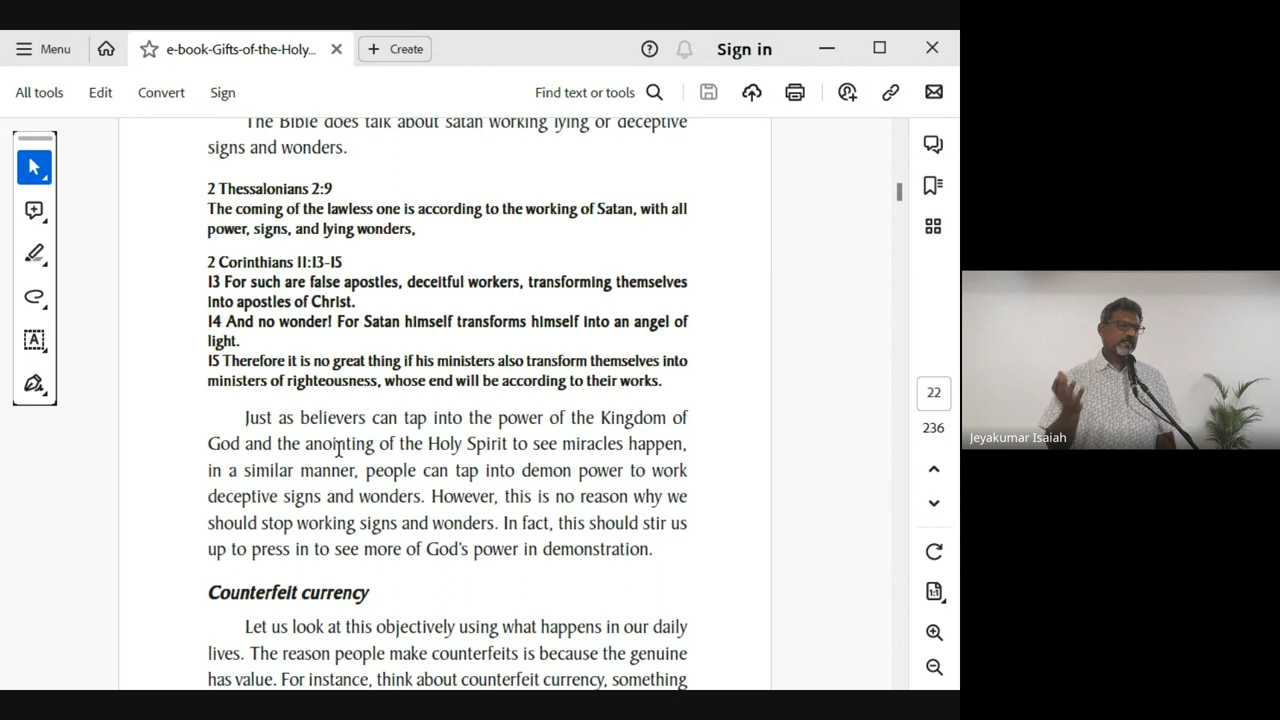 Menu
e-book-Gifts-of-the-Holy...
Create
Sign in
All tools
Edit
Convert
Sign
Find text or tools
The Bible does talk about satan working lying or deceptive
signs and wonders.
2 Thessalonians 2:9
The coming of the lawless one is according to the working of Satan, with all
power, signs, and lying wonders,
2 Corinthians 11:13-15
13 For such are false apostles, deceitful workers, transforming themselves
into apostles of Christ.
14 And no wonder! For Satan himself transforms himself into an angel of
light.
15 Therefore it is no great thing if his ministers also transform themselves into
ministers of righteousness, whose end will be according to their works.
Just as believers can tap into the power of the Kingdom of
God and the anointing of the Holy Spirit to see miracles happen,
in a similar manner, people can tap into demon power to work
deceptive signs and wonders. However, this is no reason why we
should stop working signs and wonders. In fact, this should stir us
up to press in to see more of God's power in demonstration.
Counterfeit currency
Let us look at this objectively using what happens in our daily
lives. The reason people make counterfeits is because the genuine
has value. For instance, think about counterfeit currency, something
22
236
1:1
Jeyakumar Isaiah